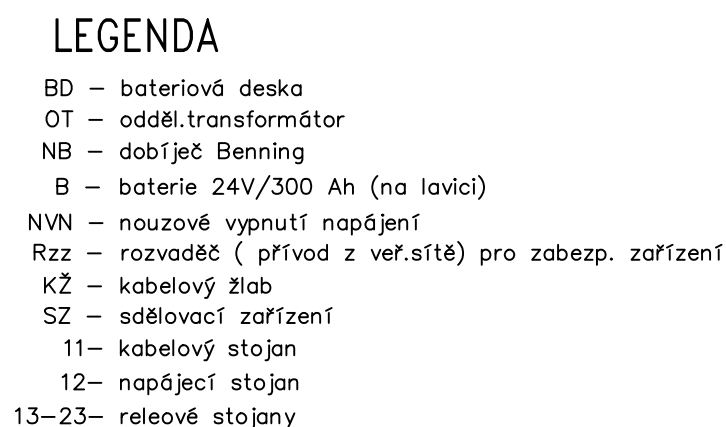 LEGENDA
BD – bateriová deska
OT – odděl.transformátor
NB – dobíječ Benning
B – baterie 24V/300 Ah (na lavici)
NVN – nouzové vypnutí napájení
Rzz – rozvaděč ( přívod z veř.sítě) pro zabezp. zařízení
KŽ – kabelový žlab
SZ – sdělovací zařízení
11– kabelový stojan
12– napájecí stojan
13–23– releové stojany